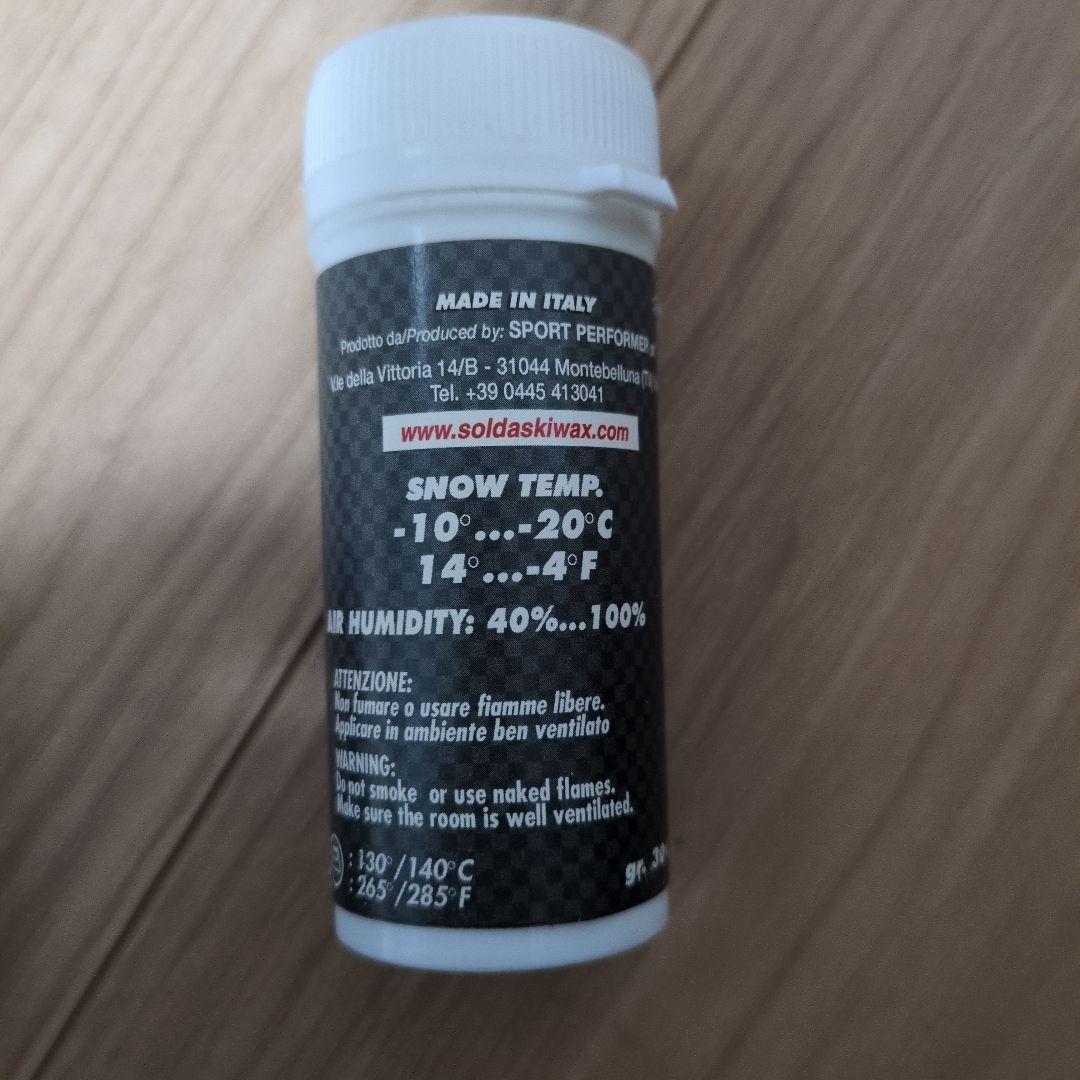 MADE IN ITALY
Prodotto da/Produced by: SPORT PERFORMER
V.le della Vittoria 14/B - 31044 Montebelluna (TV)
Tel. +39 0445 413041
www.soldaskiwax.com
SNOW TEMP.
-10°...-20°C
14°...-4°F
AIR HUMIDITY: 40%...100%
ATTENZIONE:
Non fumare o usare fiamme libere.
Applicare in ambiente ben ventilato
WARNING:
Do not smoke or use naked flames.
Make sure the room is well ventilated.
: 130°/140°C
: 265°/285°F
gr. 30